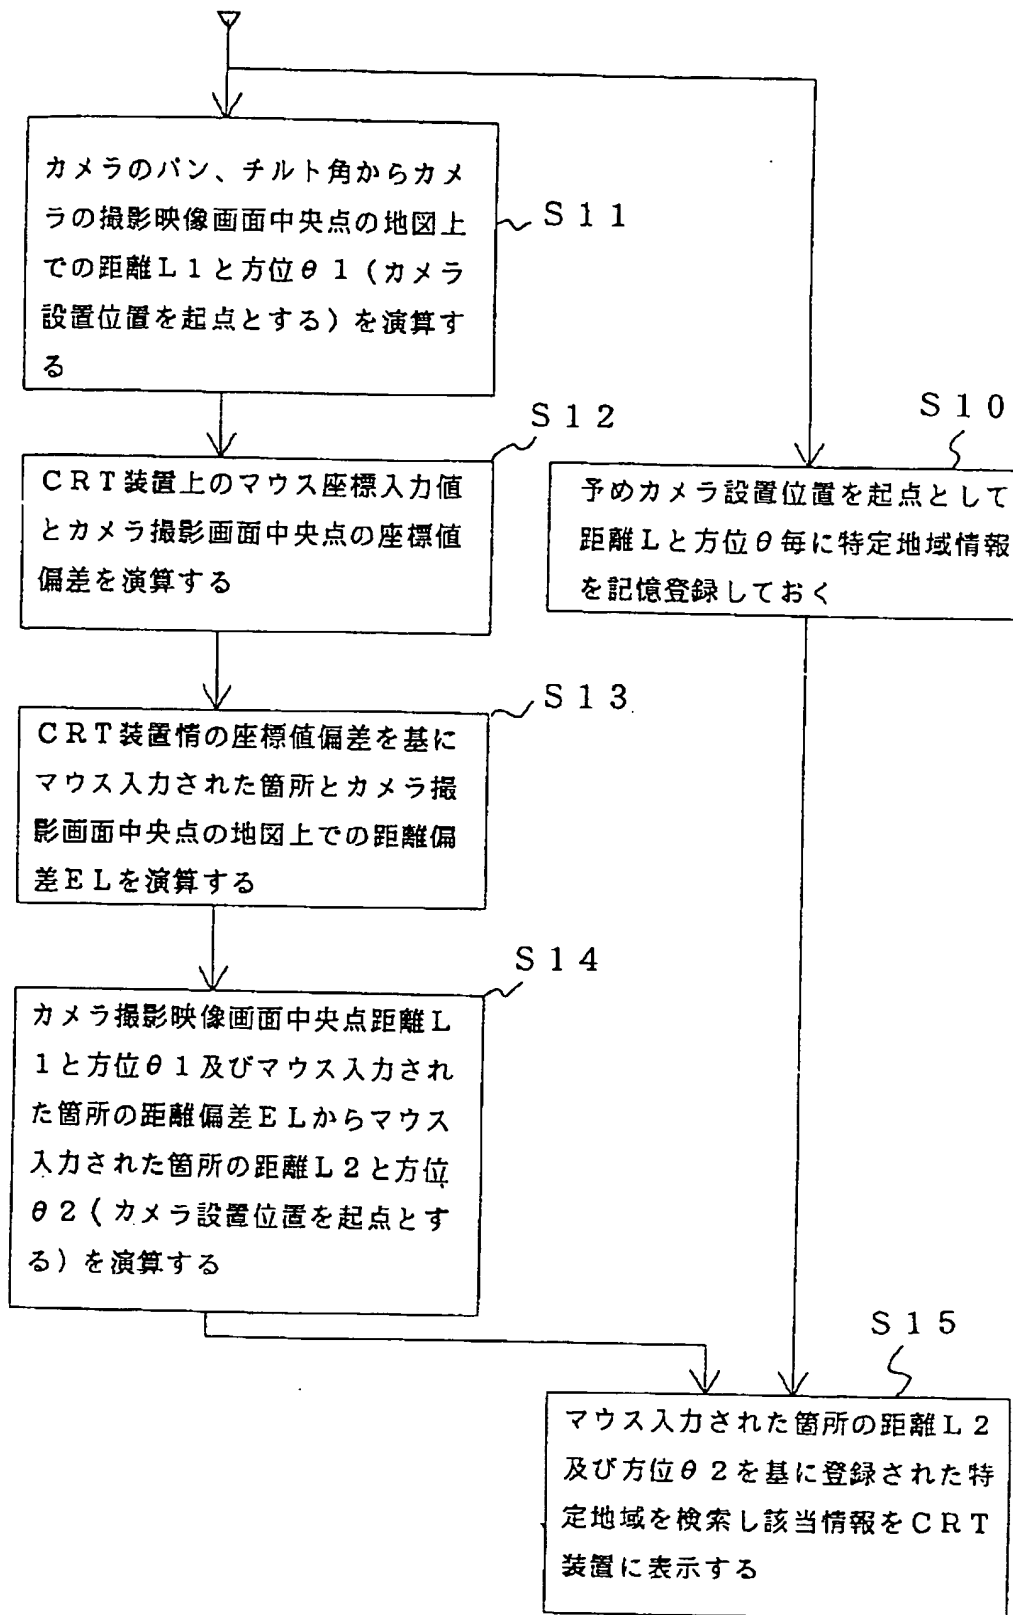 カメラのパン、チルト角からカメ
ラの撮影映像画面中央点の地図上
での距離L1と方位θ1(カメラ
設置位置を起点とする)を演算す
る
S11
S12
CRT装置上のマウス座標入力値
とカメラ撮影画面中央点の座標値
偏差を演算する
S10
予めカメラ設置位置を起点として
距離Lと方位θ毎に特定地域情報
を記憶登録しておく
S13
CRT装置情の座標値偏差を基に
マウス入力された箇所とカメラ撮
影画面中央点の地図上での距離偏
差ELを演算する
S14
カメラ撮影映像画面中央点距離L
1と方位θ1及びマウス入力され
た箇所の距離偏差ELからマウス
入力された箇所の距離L2と方位
θ2(カメラ設置位置を起点とす
る)を演算する
S15
マウス入力された箇所の距離L2
及び方位θ2を基に登録された特
定地域を検索し該当情報をCRT
装置に表示する